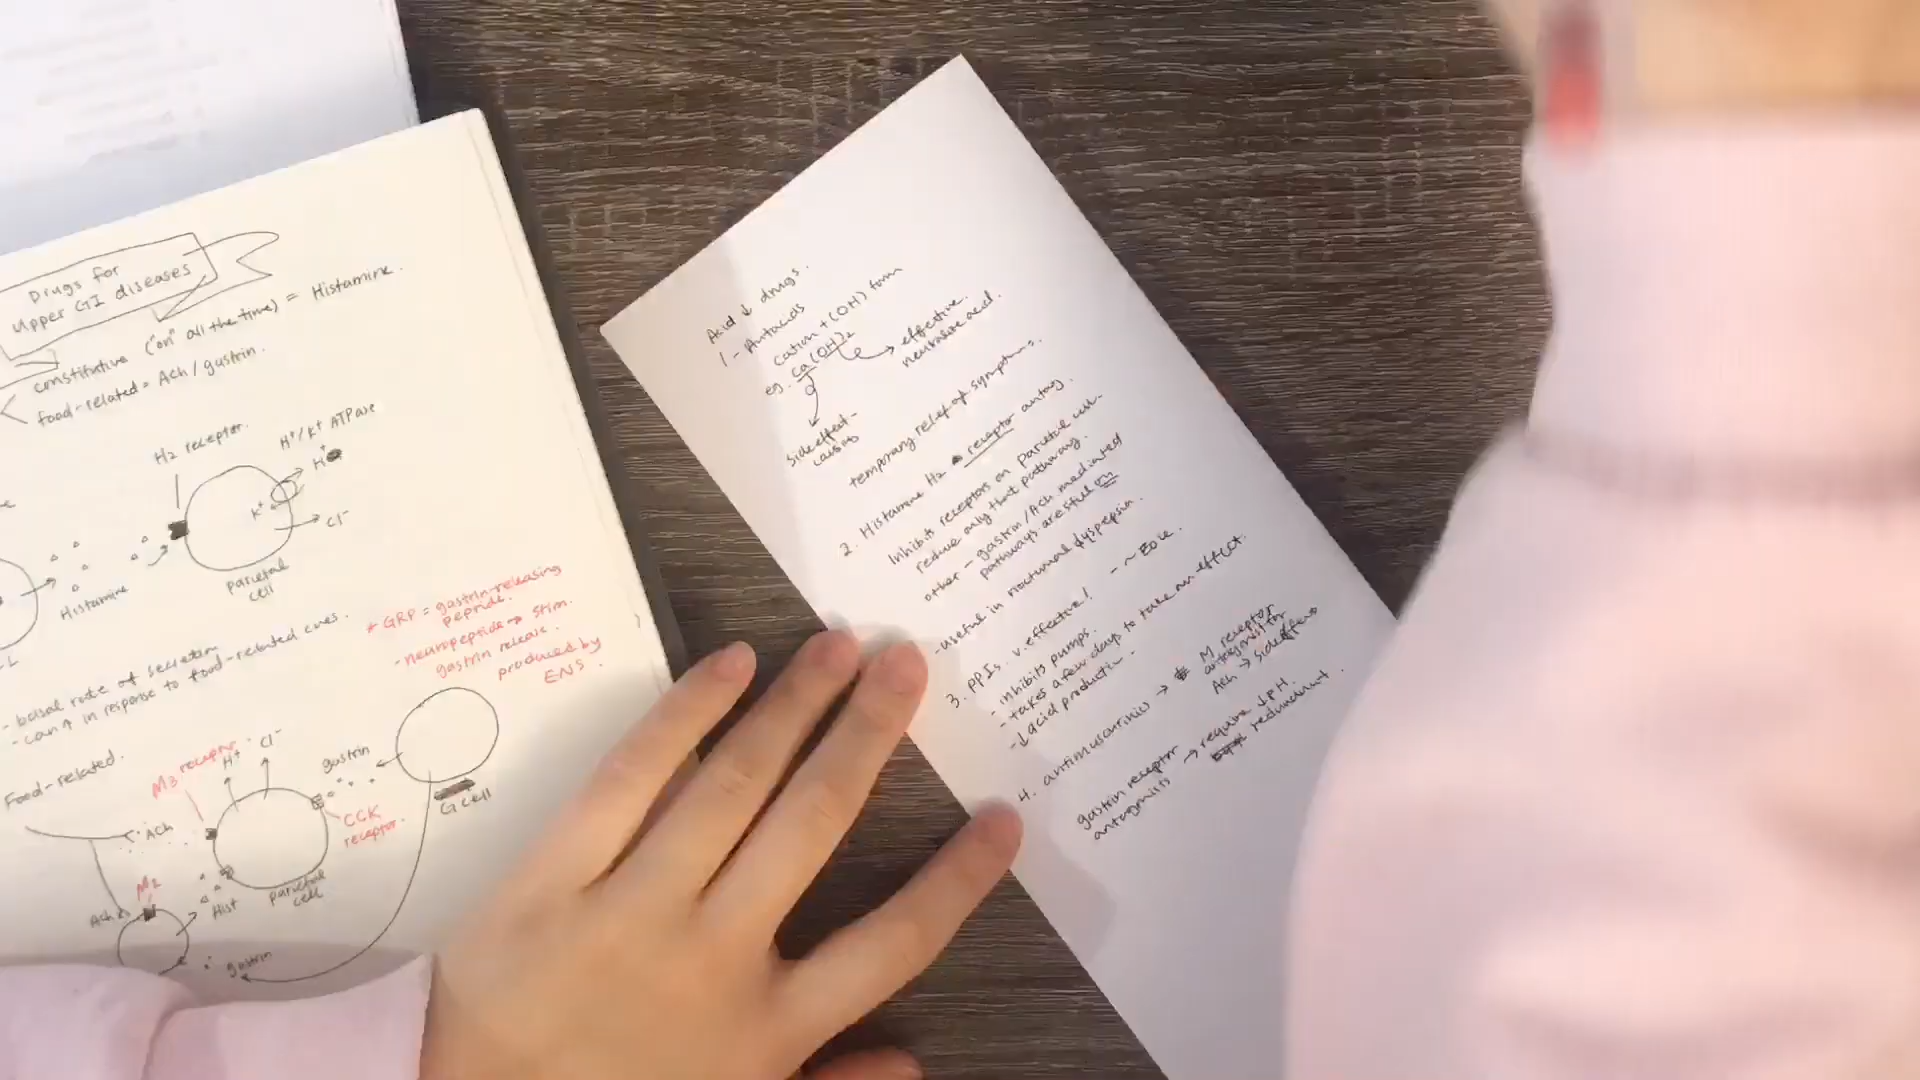 Drugs for
Upper GI diseases
constitutive ("on" all the time) = Histamine.
food-related = Ach / gastrin.
H2 receptor.
H+/K+ ATPase
H+
K+
Cl-
Histamine
parietal
cell
- basal rate of secretion
- can ↑ in response to food-related cues.
* GRP = gastrin-releasing
peptide.
- neuropeptide → stim.
gastrin release.
produced by
ENS.
Food-related.
M3 receptor
H+
Cl-
gastrin
G cell
Ach
CCK
receptor.
parietal
cell
Hist
Ach
gastrin
Acid ↓ drugs.
1 - Antacids
cation + (OH) form
eg. Ca(OH)2
effective.
neutralise acid.
side effect-
temporary relief of symptoms.
2. Histamine H2 receptor antag.
Inhibits receptors on parietal cell-
reduce only that pathway.
other - gastrin/Ach mediated
pathways are still on
- useful in nocturnal dyspepsia.
3. PPIs. v. effective!
- inhibits pumps.
- takes a few days to take max effect.
- ↓ acid production.
4. antimuscarinics → M receptor
antagonist for
Ach → side effects
gastrin receptor
antagonists → require ↓ pH.
redundant.